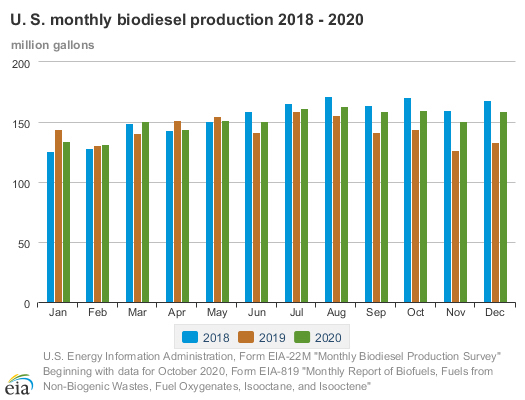 U. S. monthly biodiesel production 2018 - 2020
million gallons
200
150
100
50
0
Jan Feb Mar Apr May Jun Jul Aug Sep Oct Nov Dec
2018 2019 2020
U.S. Energy Information Administration, Form EIA-22M "Monthly Biodiesel Production Survey"
Beginning with data for October 2020, Form EIA-819 "Monthly Report of Biofuels, Fuels from
Non-Biogenic Wastes, Fuel Oxygenates, Isooctane, and Isooctene"
eia